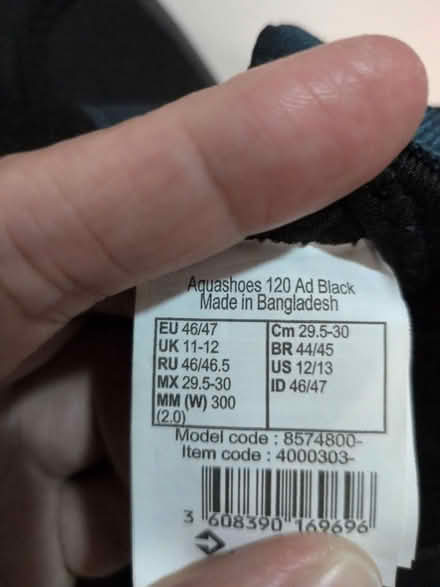 Aquashoes 120 Ad Black
Made in Bangladesh
EU 46/47
UK 11-12
RU 46/46.5
MX 29.5-30
MM (W) 300
(2.0)
Cm 29.5-30
BR 44/45
US 12/13
ID 46/47
Model code : 8574800-
Item code : 4000303-
3 608390 169696